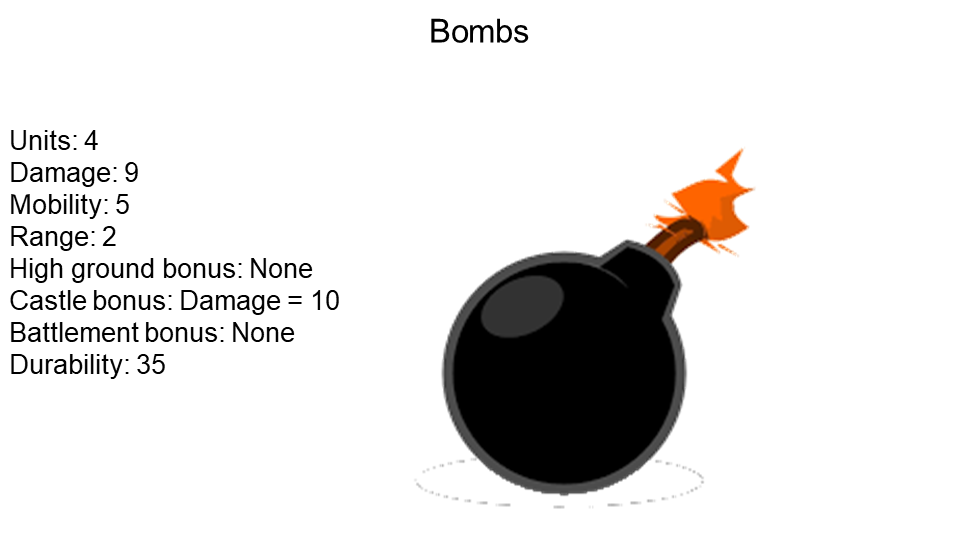 Bombs
Units: 4
Damage: 9
Mobility: 5
Range: 2
High ground bonus: None
Castle bonus: Damage = 10
Battlement bonus: None
Durability: 35